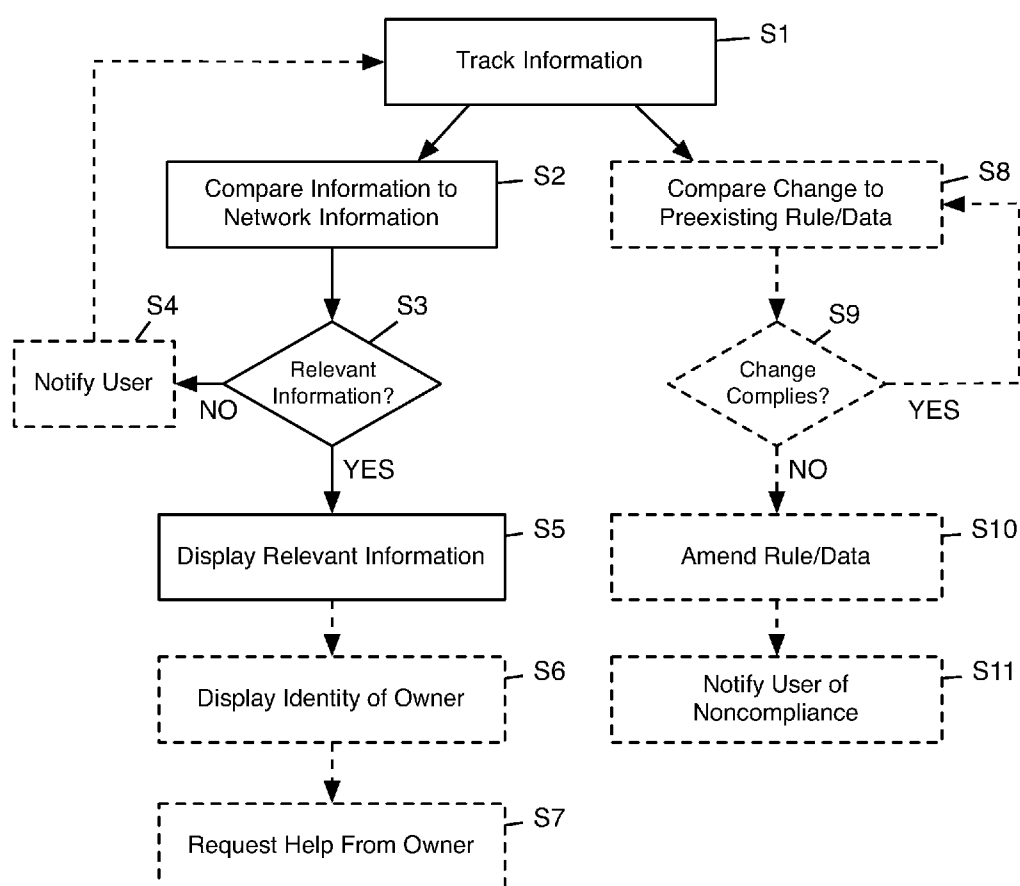 S1
Track Information
S2
Compare Information to
Network Information
S8
Compare Change to
Preexisting Rule/Data
S4
Notify User
S3
Relevant
Information?
NO
YES
S9
Change
Complies?
YES
NO
S5
Display Relevant Information
S10
Amend Rule/Data
S6
Display Identity of Owner
S11
Notify User of
Noncompliance
S7
Request Help From Owner